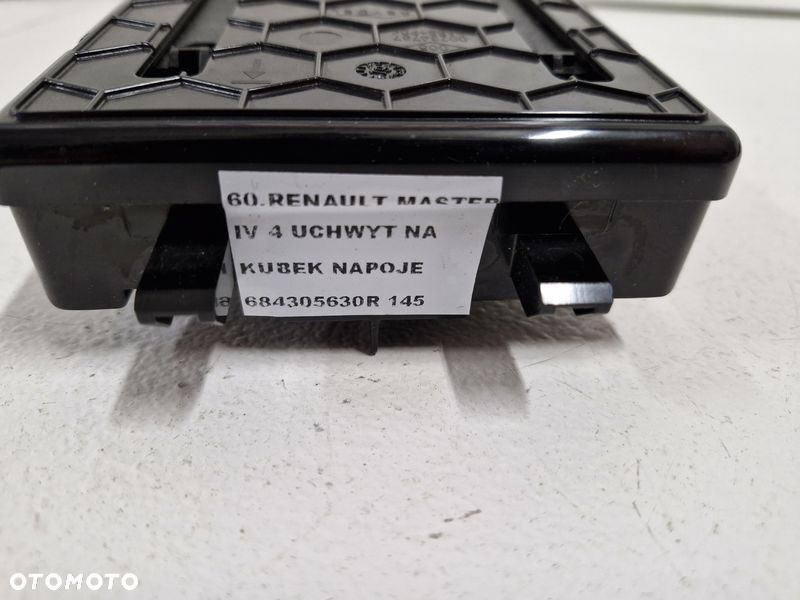 60.RENAULT MASTER
IV 4 UCHWYT NA
KUBEK NAPOJE
684305630R 145
OTOMOTO